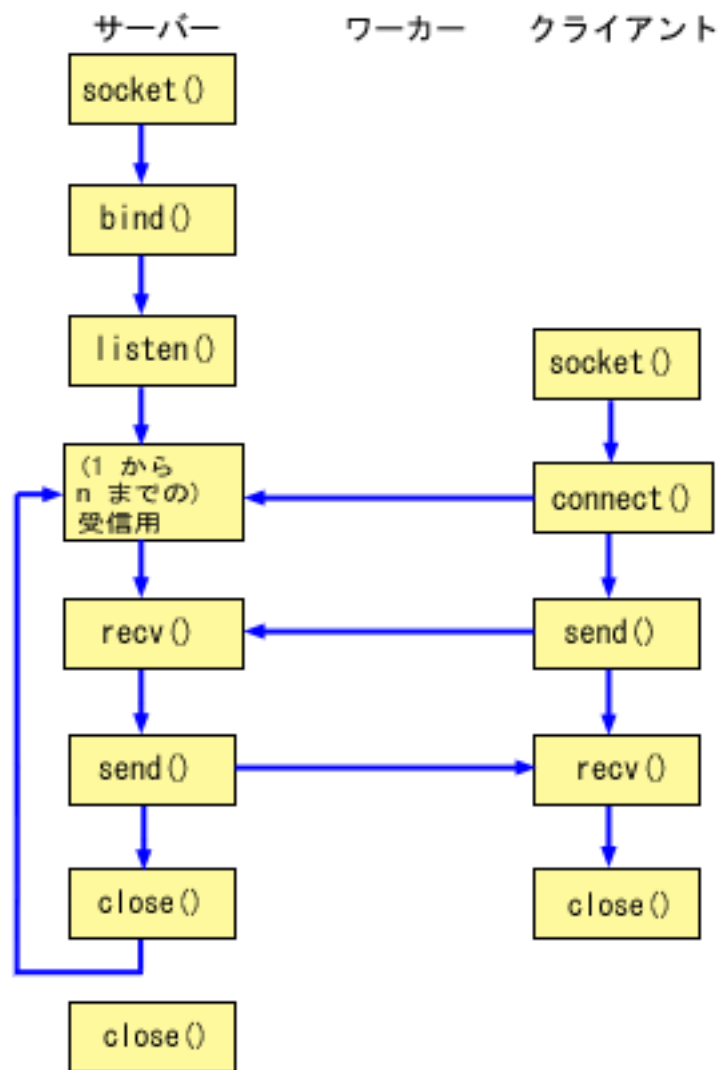 サーバー
ワーカー
クライアント
socket()
bind()
listen()
(1 から
n までの)
受信用
recv()
send()
close()
close()
socket()
connect()
send()
recv()
close()